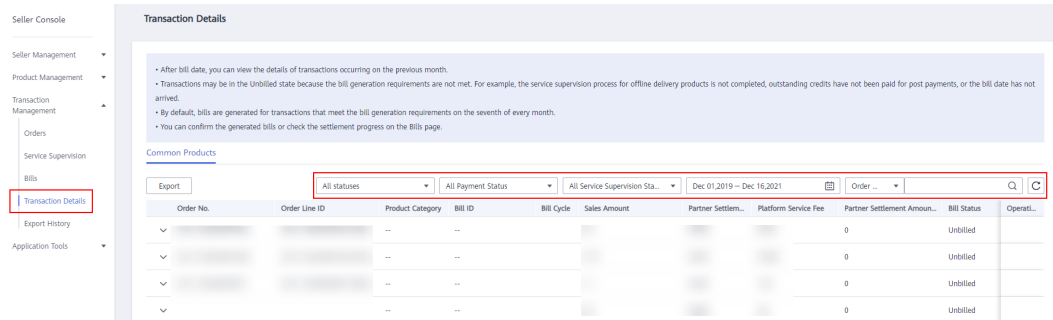 Seller Console
Transaction Details
Seller Management
Product Management
Transaction
Management
Orders
Service Supervision
Bills
Transaction Details
Export History
Application Tools
• After bill date, you can view the details of transactions occurring on the previous month.
• Transactions may be in the Unbilled state because the bill generation requirements are not met. For example, the service supervision process for offline delivery products is not completed, outstanding credits have not been paid for post payments, or the bill date has not
arrived.
• By default, bills are generated for transactions that meet the bill generation requirements on the seventh of every month.
• You can confirm the generated bills or check the settlement progress on the Bills page.
Common Products
Export All statuses All Payment Status All Service Supervision Sta... Dec 01,2019 – Dec 16,2021 Order ...
Order No. Order Line ID Product Category Bill ID Bill Cycle Sales Amount Partner Settlem... Platform Service Fee Partner Settlement Amoun... Bill Status Operati...
-- -- 0 Unbilled
-- -- 0 Unbilled
-- -- 0 Unbilled
-- -- 0 Unbilled